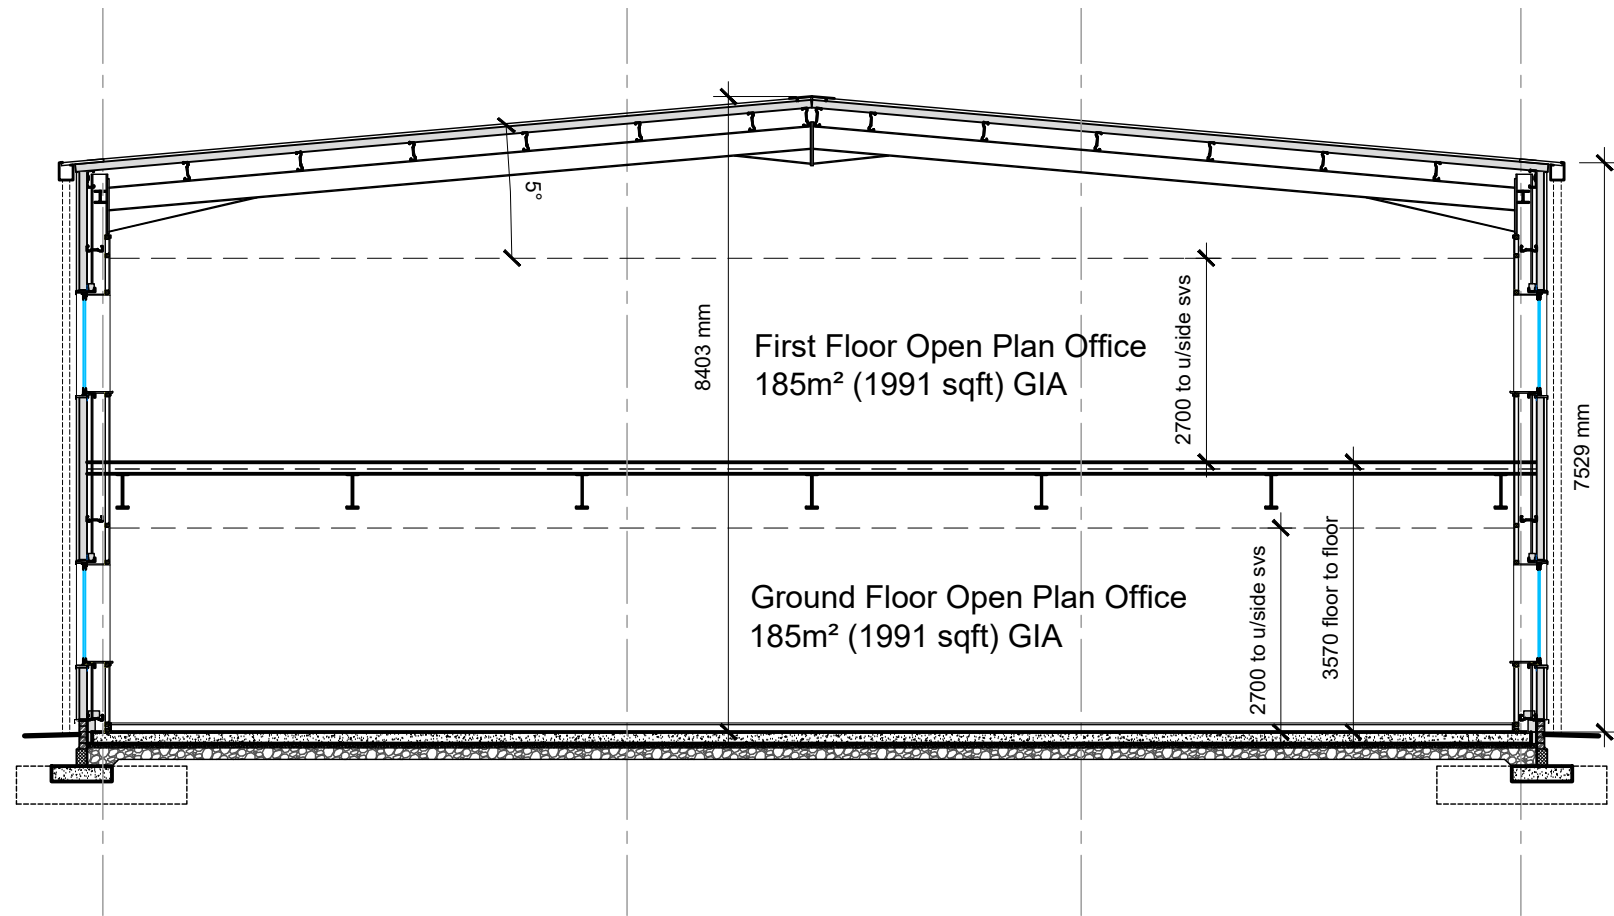 5°
8403 mm
First Floor Open Plan Office
185m² (1991 sqft) GIA
2700 to u/side svs
7529 mm
Ground Floor Open Plan Office
185m² (1991 sqft) GIA
2700 to u/side svs
3570 floor to floor